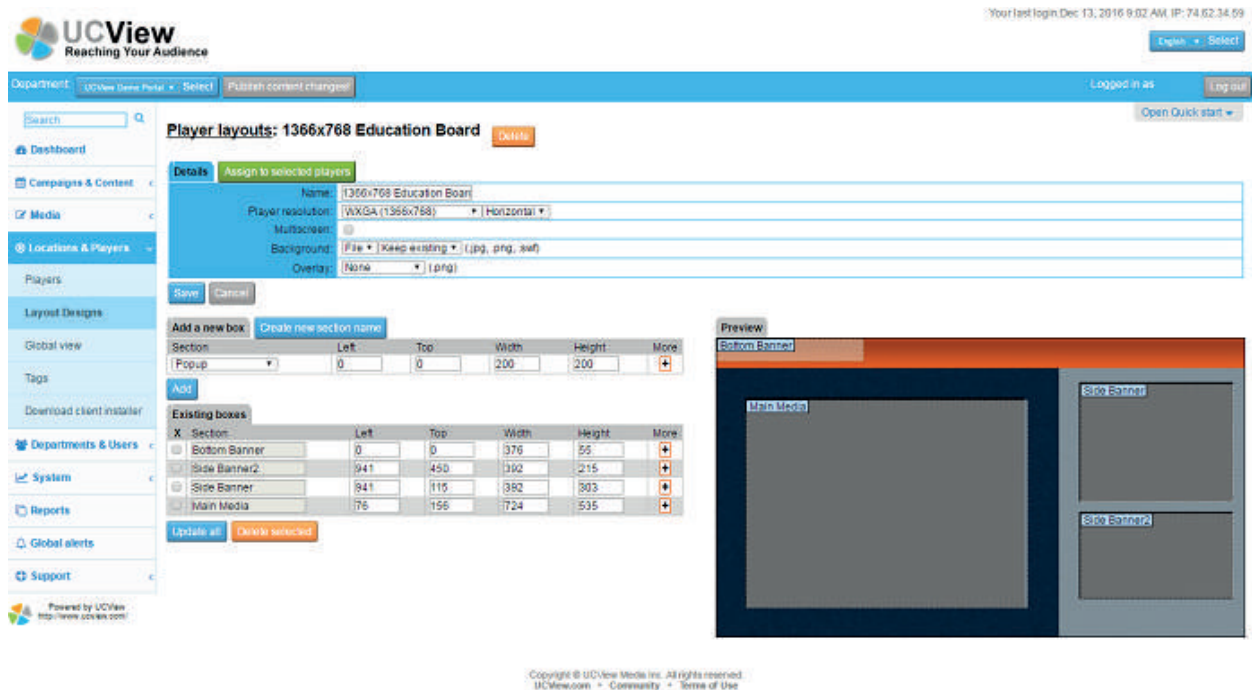 Your last login: Dec 13, 2016 9:02 AM, IP: 74.62.34.59
UCView
Reaching Your Audience
English Select
Department: UCView Demo Portal Select Publish content changes!
Logged in as Log out
Open Quick start
Search
Dashboard
Campaigns & Content
Media
Locations & Players
Players
Layout Designs
Global view
Tags
Download client installer
Departments & Users
System
Reports
Global alerts
Support
Powered by UCView
http://www.ucview.com/
Player layouts: 1366x768 Education Board Delete
Details Assign to selected players
Name: 1366x768 Education Boar
Player resolution: WXGA (1366x768) Horizontal
Multiscreen:
Background: File Keep existing (.jpg, .png, .swf)
Overlay: None (.png)
Save Cancel
Add a new box Create new section name
Section Left Top Width Height More
Popup 0 0 200 200 +
Add
Existing boxes
X Section Left Top Width Height More
Bottom Banner 0 0 376 55 +
Side Banner2 941 450 392 215 +
Side Banner 941 115 392 303 +
Main Media 76 156 724 535 +
Update all Delete selected
Preview
Bottom Banner
Main Media
Side Banner
Side Banner2
Copyright © UCView Media Inc. All rights reserved.
UCView.com • Community • Terms of Use